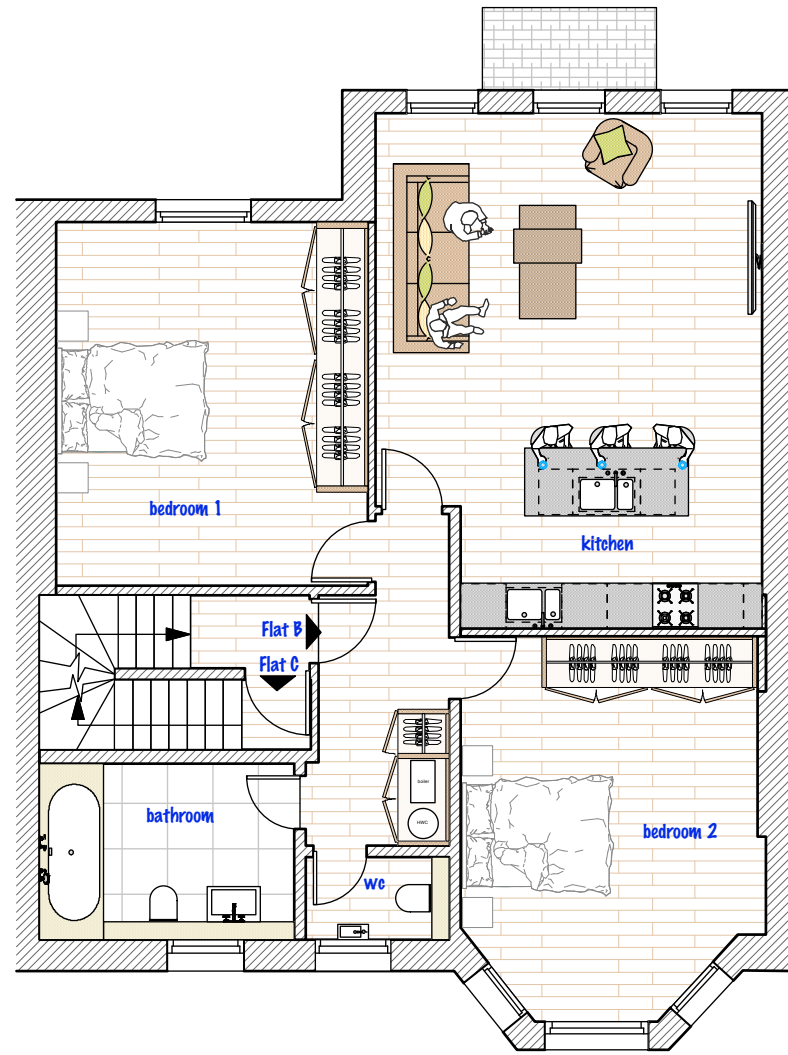 bedroom 1
kitchen
Flat B
Flat C
boiler
HWC
bathroom
bedroom 2
wc